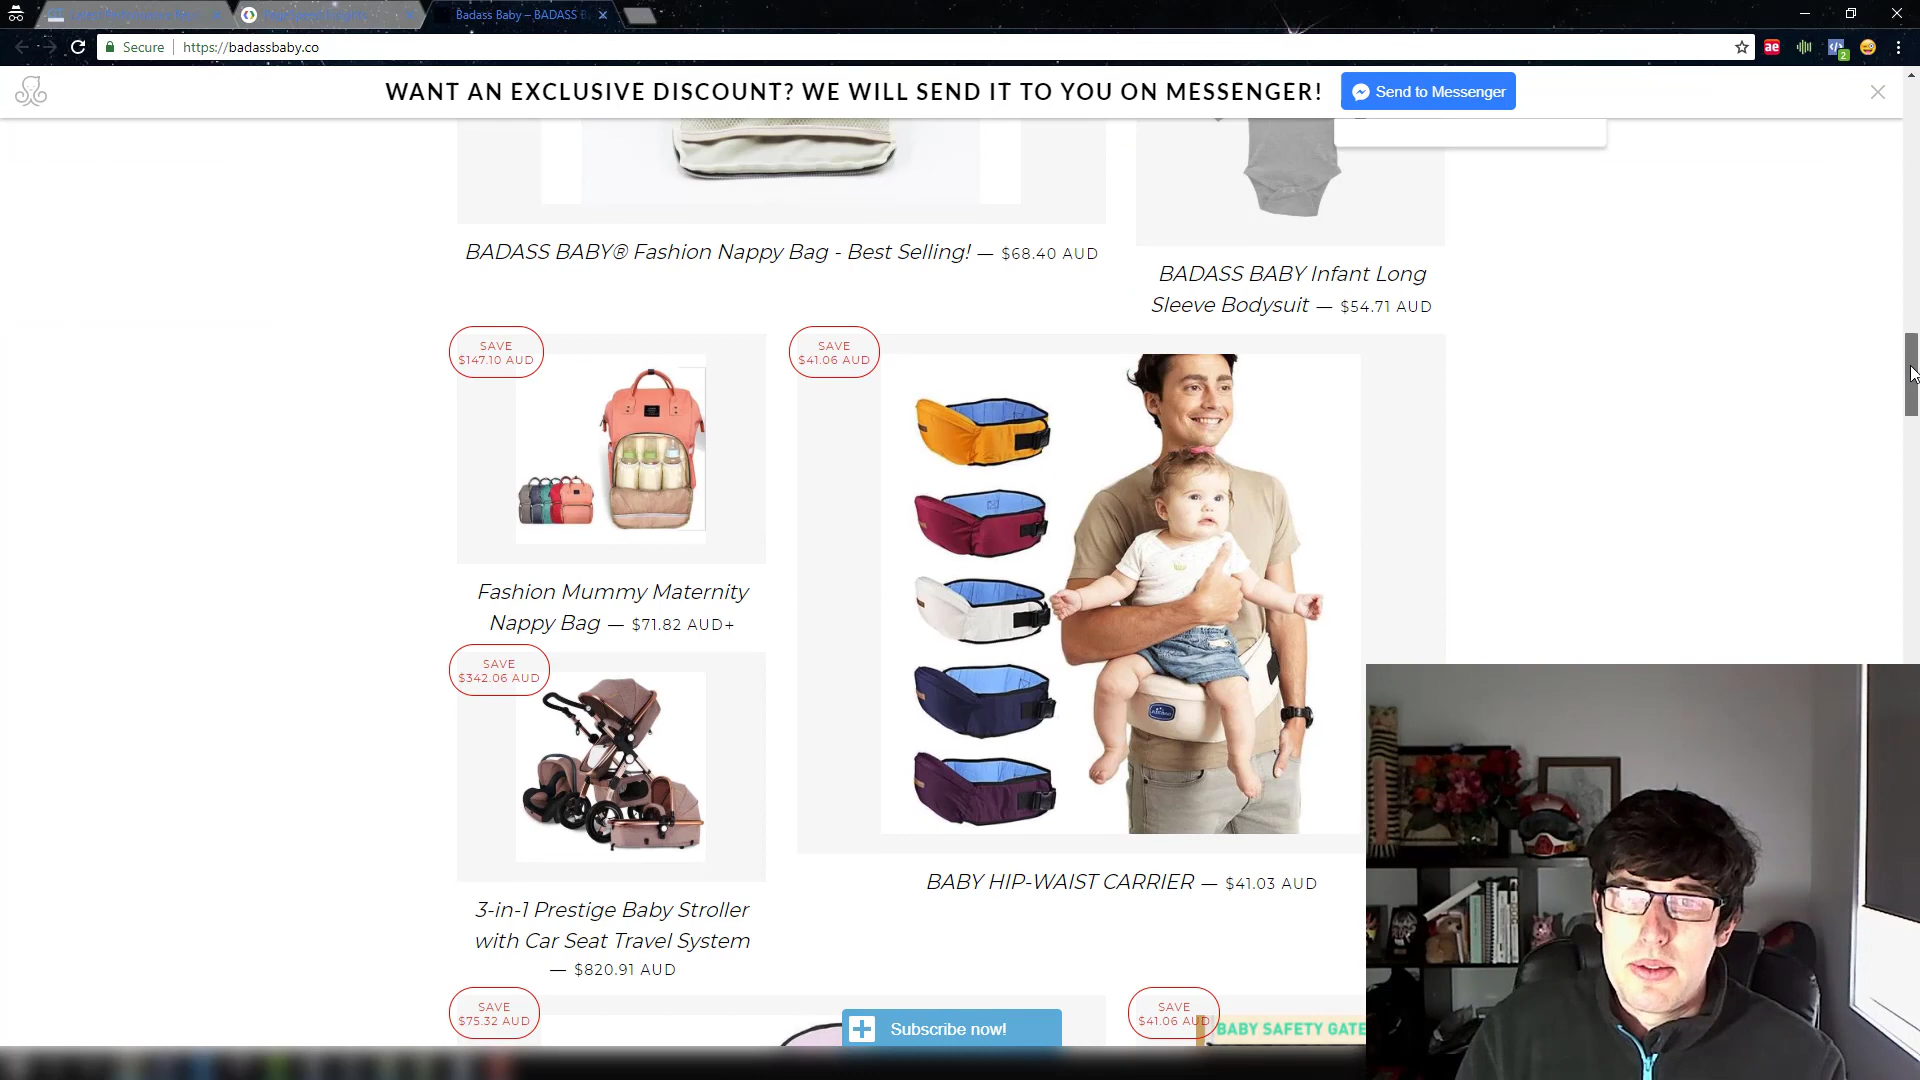 Badass Baby – BADASS B
Secure
https://badassbaby.co
ae
2
WANT AN EXCLUSIVE DISCOUNT? WE WILL SEND IT TO YOU ON MESSENGER!
Send to Messenger
BADASS BABY® Fashion Nappy Bag - Best Selling! — $68.40 AUD
BADASS BABY Infant Long
Sleeve Bodysuit — $54.71 AUD
SAVE
$147.10 AUD
SAVE
$41.06 AUD
Fashion Mummy Maternity
Nappy Bag — $71.82 AUD+
SAVE
$342.06 AUD
BABY HIP-WAIST CARRIER — $41.03 AUD
3-in-1 Prestige Baby Stroller
with Car Seat Travel System
— $820.91 AUD
SAVE
$75.32 AUD
SAVE
$41.06 AUD
BABY SAFETY GATE
Subscribe now!